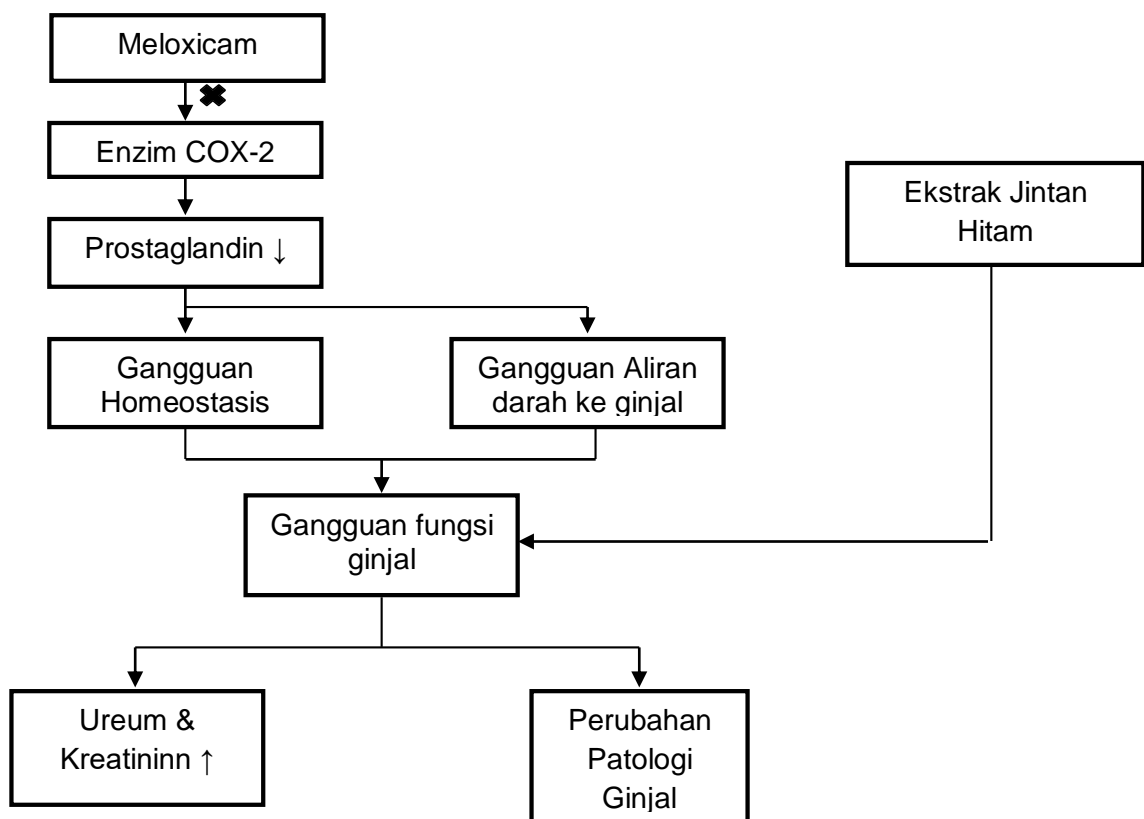 Meloxicam
Enzim COX-2
Ekstrak Jintan
Hitam
Prostaglandin ↓
Gangguan
Homeostasis
Gangguan Aliran
darah ke ginjal
Gangguan fungsi
ginjal
Ureum &
Kreatininn ↑
Perubahan
Patologi
Ginjal